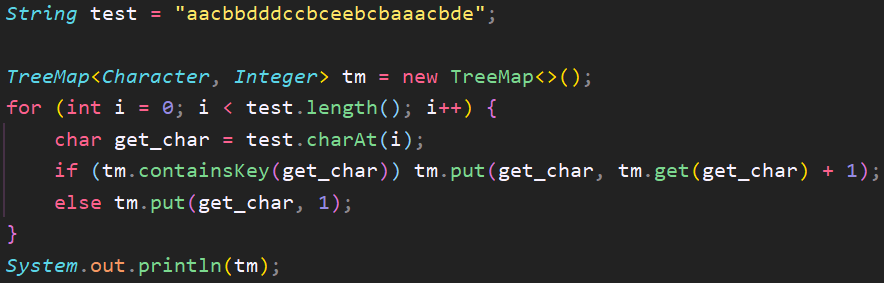 String test = "aacbbdddccbceebcbaaacbde";
TreeMap<Character, Integer> tm = new TreeMap<>();
for (int i = 0; i < test.length(); i++) {
char get_char = test.charAt(i);
if (tm.containsKey(get_char)) tm.put(get_char, tm.get(get_char) + 1);
else tm.put(get_char, 1);
}
System.out.println(tm);